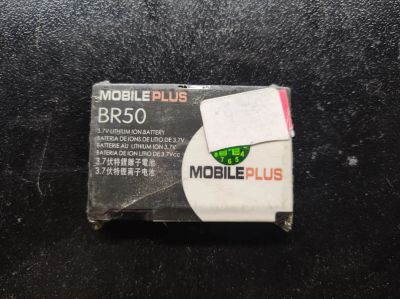 MOBILEPLUS
BR50
3.7V LITHIUM ION BATTERY
BATERIA DE IONS DE LITIO DE 3.7V
BATTERIE AU LITHIUM ION 3.7V
BATERIA DE ION DE LITIO DE 3.7Vcc
3.7伏特鋰離子電池
3.7伏特锂离子电池
MOBILEPLUS